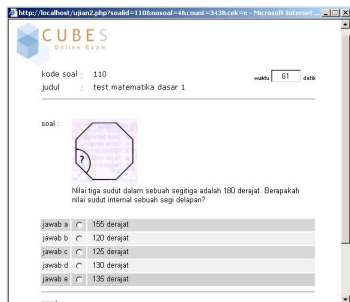 http://localhost/ujian2.php?soalid=110&nosoal=4&count=343&cek=e - Microsoft Internet ...
CUBES
Online Exam
kode soal : 110
waktu 61 detik
judul : test matematika dasar 1
soal :
?
Nilai tiga sudut dalam sebuah segitiga adalah 180 derajat. Berapakah
nilai sudut internal sebuah segi delapan?
jawab a 155 derajat
jawab b 120 derajat
jawab c 125 derajat
jawab d 130 derajat
jawab e 135 derajat